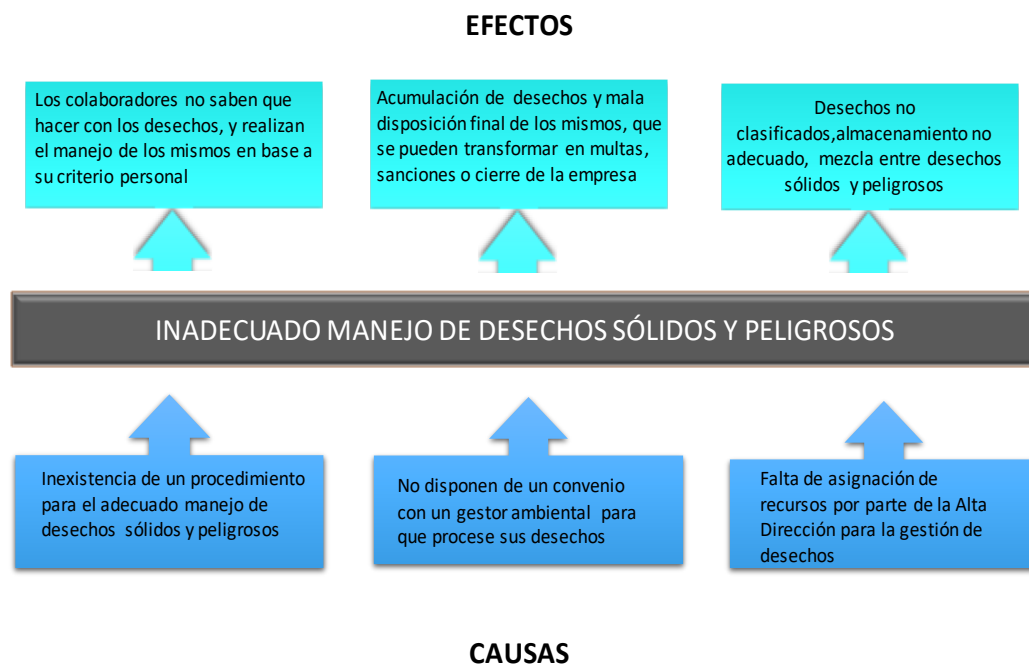 EFECTOS
Los colaboradores no saben que
hacer con los desechos, y realizan
el manejo de los mismos en base a
su criterio personal
Acumulación de desechos y mala
disposición final de los mismos, que
se pueden transformar en multas,
sanciones o cierre de la empresa
Desechos no
clasificados,almacenamiento no
adecuado, mezcla entre desechos
sólidos y peligrosos
INADECUADO MANEJO DE DESECHOS SÓLIDOS Y PELIGROSOS
Inexistencia de un procedimiento
para el adecuado manejo de
desechos sólidos y peligrosos
No disponen de un convenio
con un gestor ambiental para
que procese sus desechos
Falta de asignación de
recursos por parte de la Alta
Dirección para la gestión de
desechos
CAUSAS